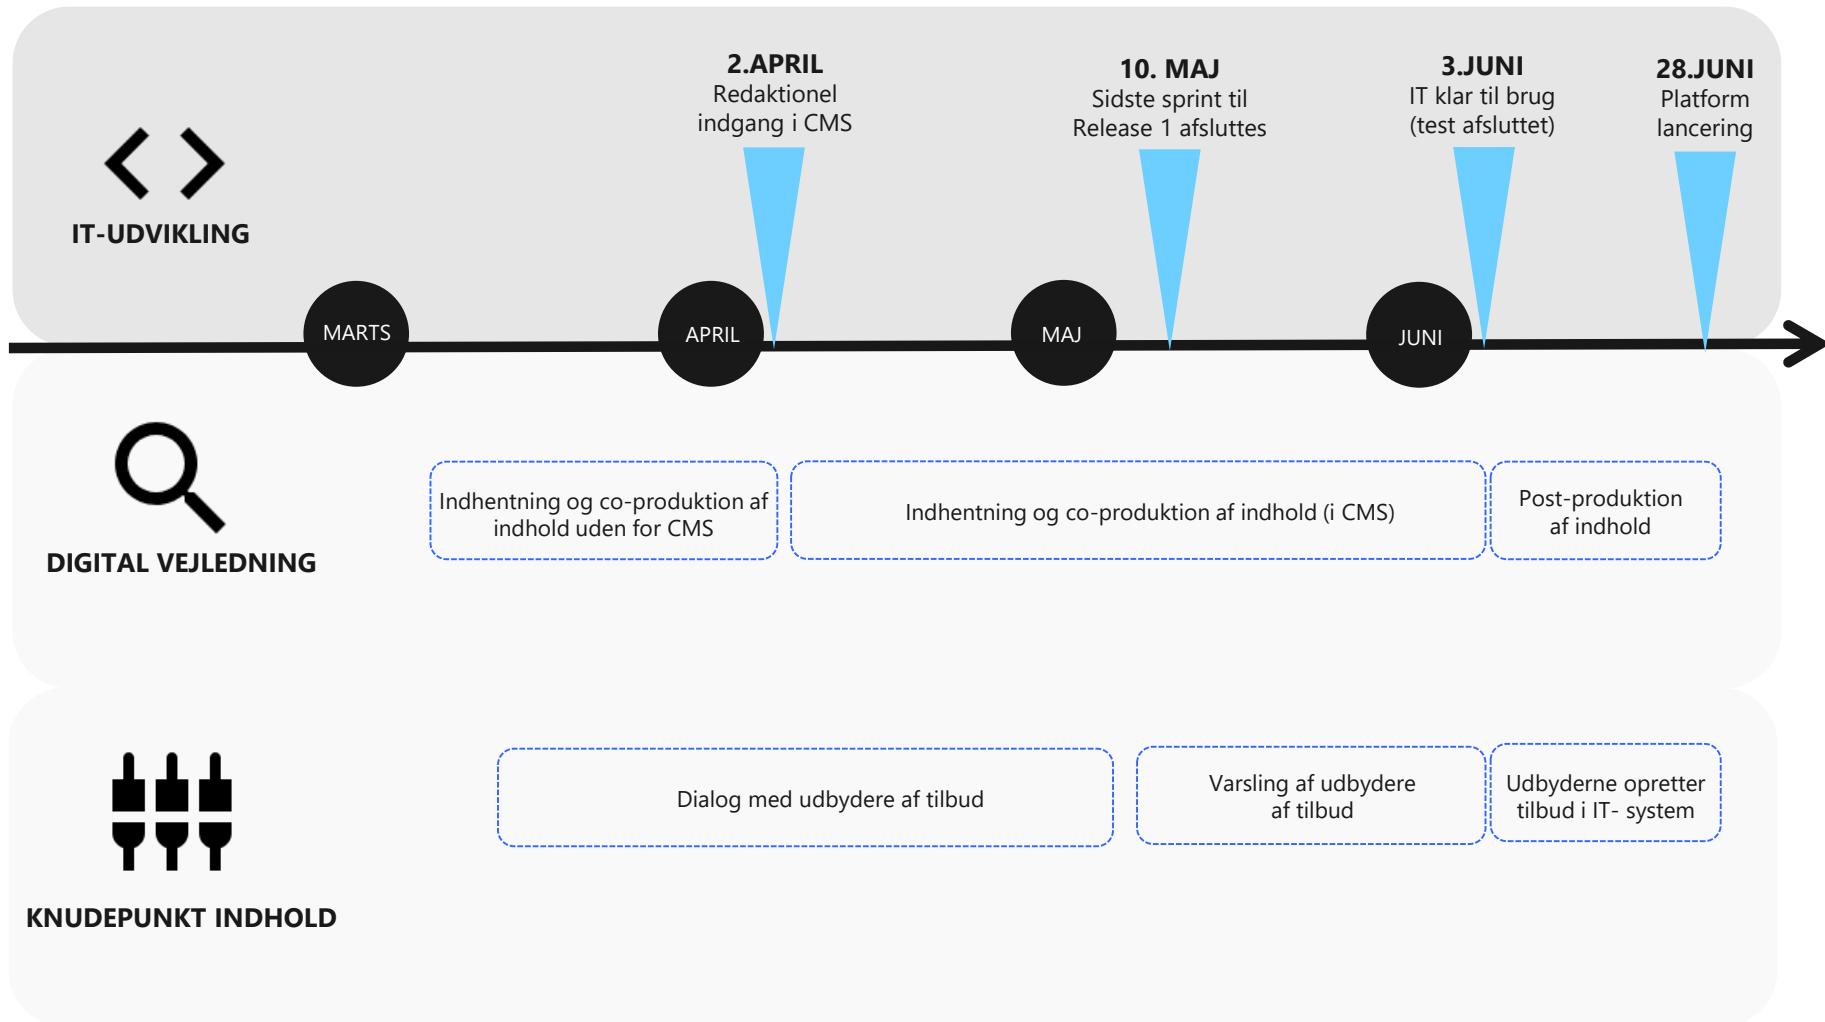 2.APRIL
Redaktionel
indgang i CMS
10. MAJ
Sidste sprint til
Release 1 afsluttes
3.JUNI
IT klar til brug
(test afsluttet)
28.JUNI
Platform
lancering
IT-UDVIKLING
MARTS
APRIL
MAJ
JUNI
DIGITAL VEJLEDNING
Indhentning og co-produktion af
indhold uden for CMS
Indhentning og co-produktion af indhold (i CMS)
Post-produktion
af indhold
KNUDEPUNKT INDHOLD
Dialog med udbydere af tilbud
Varsling af udbydere
af tilbud
Udbyderne opretter
tilbud i IT- system